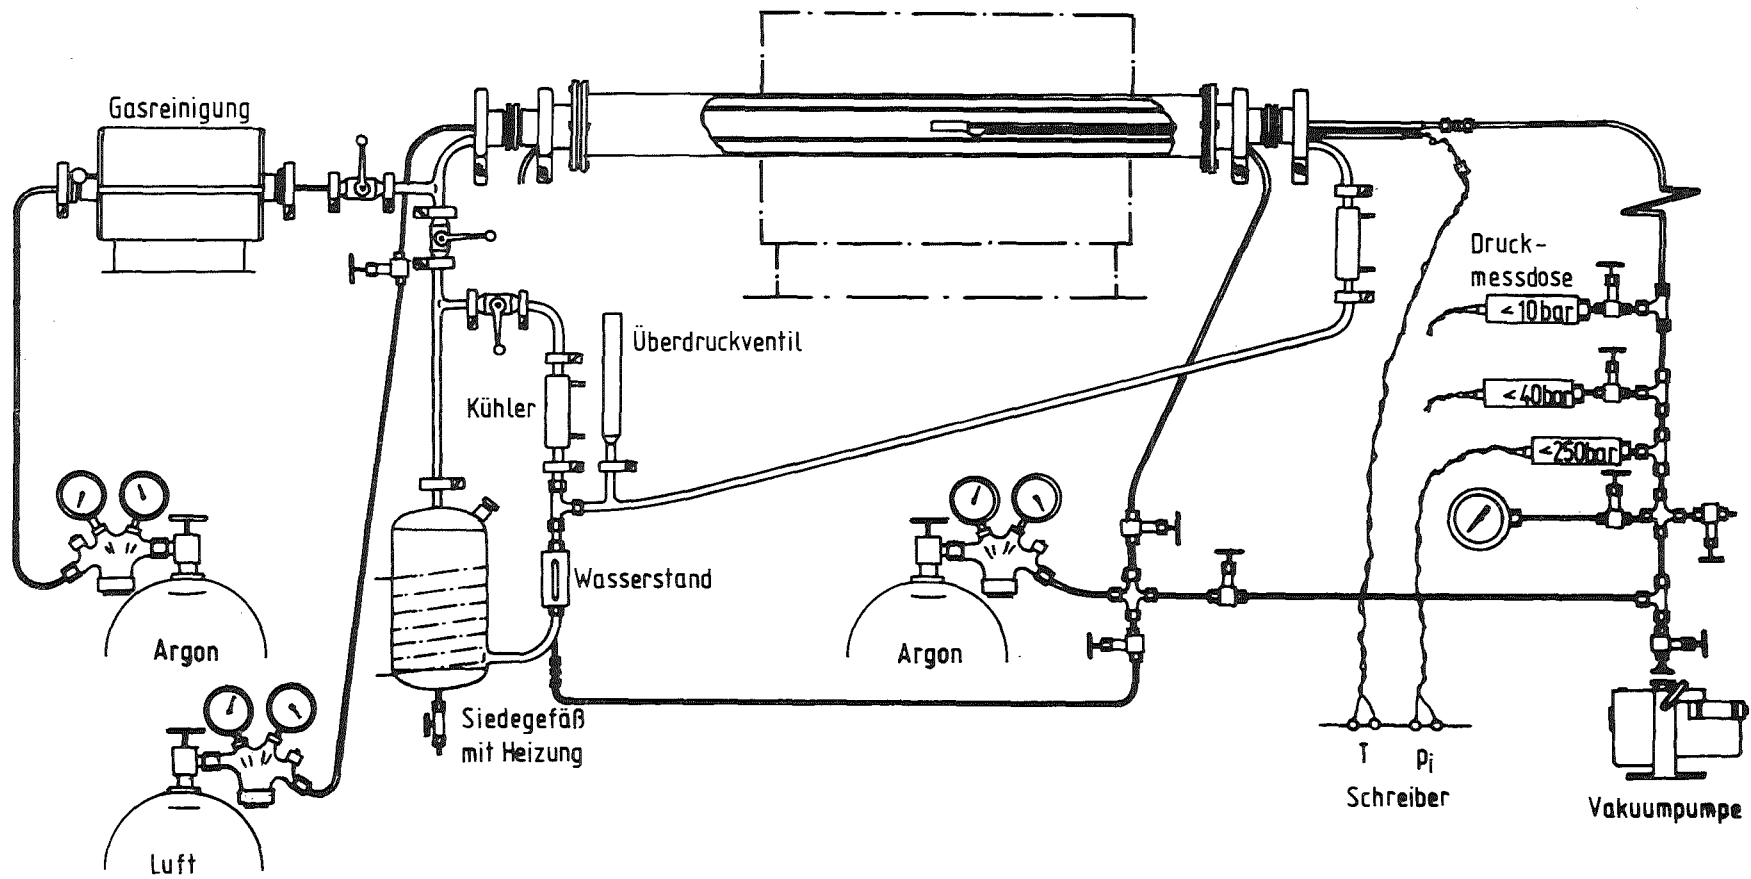 Gasreinigung
Druck-
messdose
<10bar
<40bar
<250bar
Überdruckventil
Kühler
Wasserstand
Argon
Argon
Siedegefäß
mit Heizung
T
pi
Schreiber
Vakuumpumpe
Luft